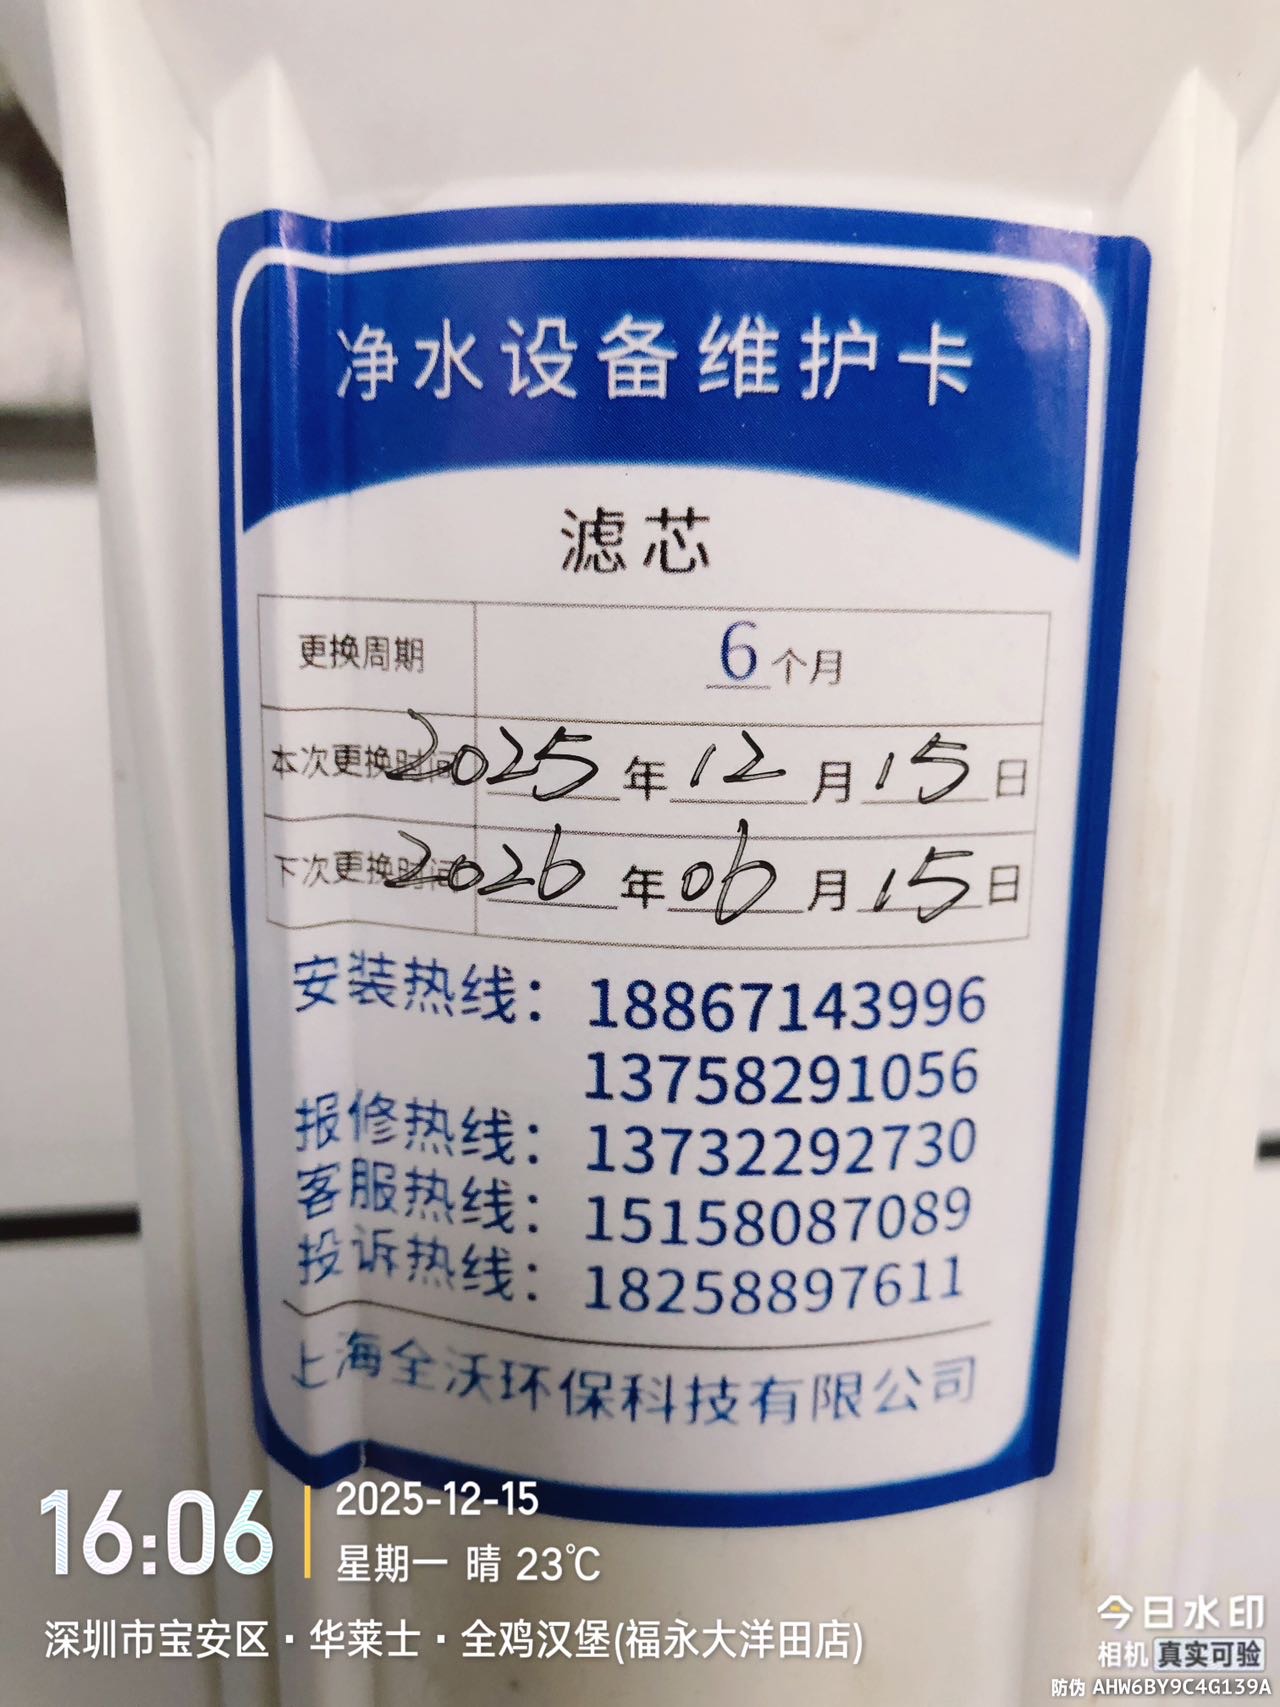 净水设备维护卡
滤芯
更换周期 6个月
本次更换时间 2025年12月15日
下次更换时间 2026年06月15日
安装热线：18867143996
13758291056
报修热线：13732292730
客服热线：15158087089
投诉热线：18258897611
上海全沃环保科技有限公司
16:06
2025-12-15
星期一 晴 23℃
深圳市宝安区·华莱士·全鸡汉堡(福永大洋田店)
今日水印
相机 真实可验
防伪 AHW6BY9C4G139A